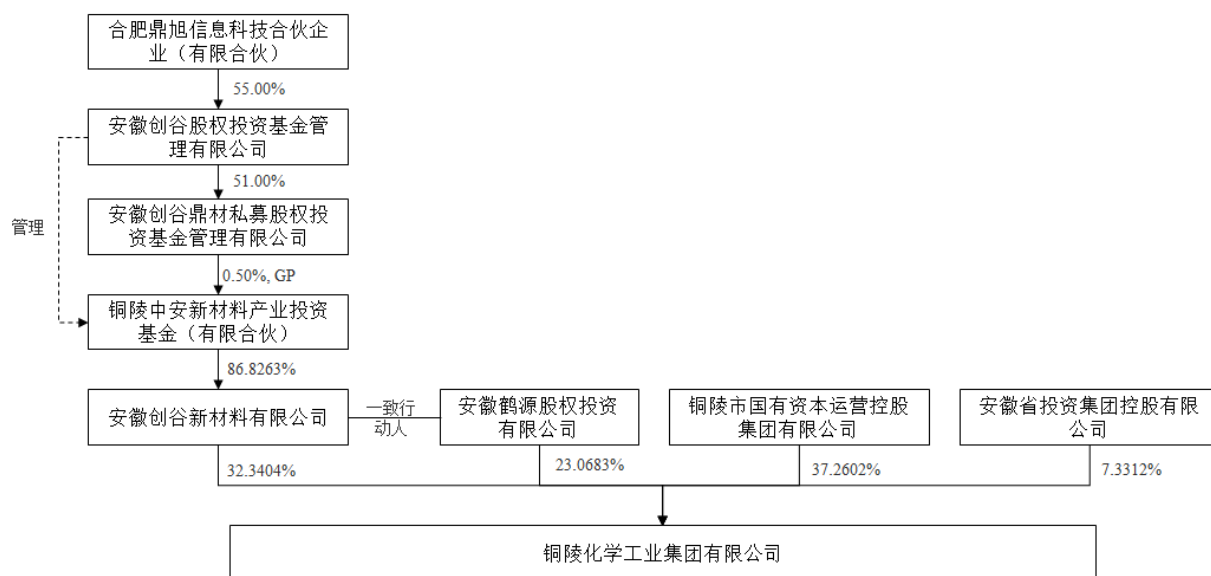 合肥鼎旭信息科技合伙企
业（有限合伙）
55.00%
安徽创谷股权投资基金管
理有限公司
51.00%
管理
安徽创谷鼎材私募股权投
资基金管理有限公司
0.50%, GP
铜陵中安新材料产业投资
基金（有限合伙）
86.8263%
安徽创谷新材料有限公司
一致行
动人
安徽鹤源股权投资
有限公司
铜陵市国有资本运营控股
集团有限公司
安徽省投资集团控股有限
公司
32.3404%
23.0683%
37.2602%
7.3312%
铜陵化学工业集团有限公司